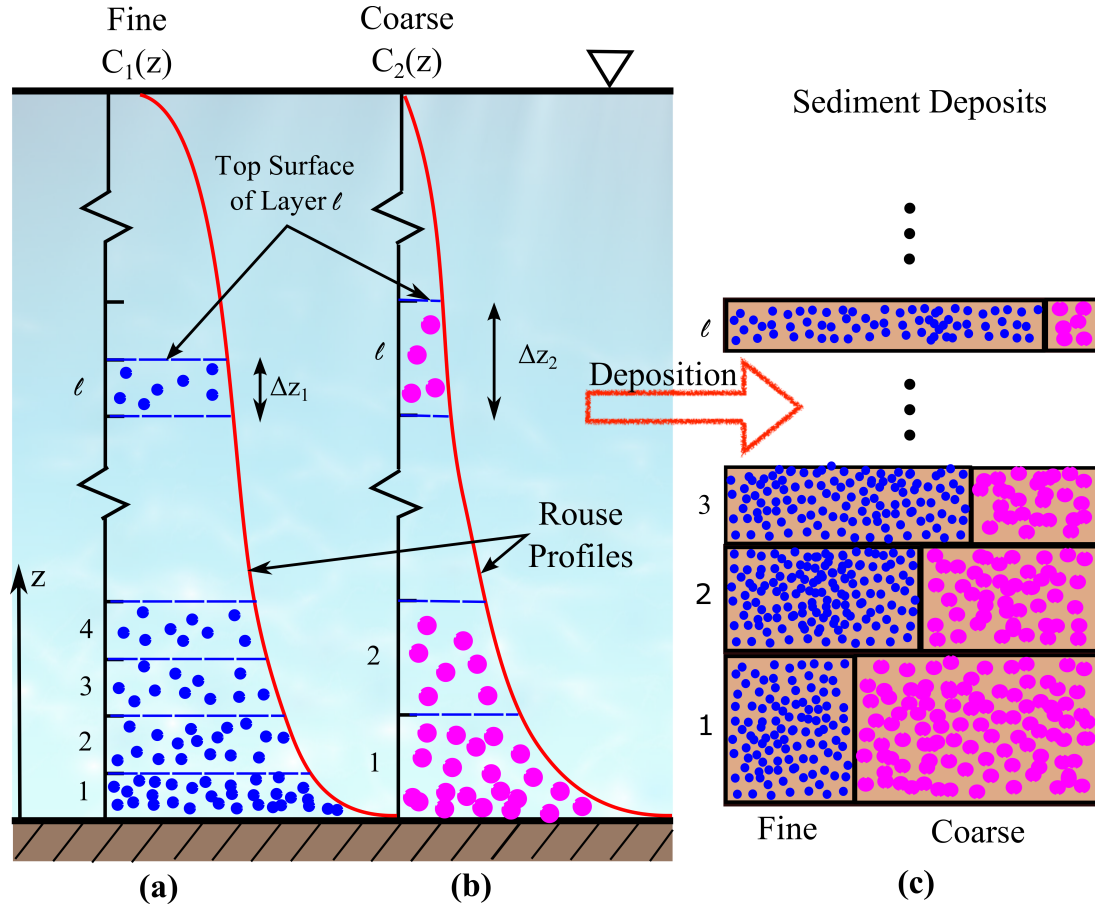 Fine
C₁(z)
Coarse
C₂(z)
Sediment Deposits
Top Surface
of Layer ℓ
ℓ
Δz₁
ℓ
Δz₂
Deposition
ℓ
Rouse
Profiles
z
4
3
2
1
2
1
3
2
1
Fine
Coarse
(a)
(b)
(c)